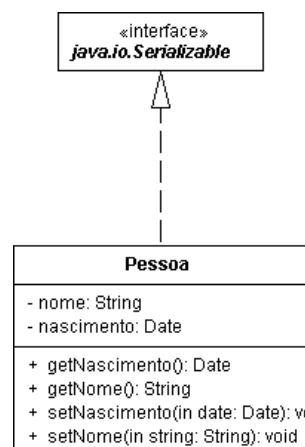 «interface»
java.io.Serializable
Pessoa
- nome: String
- nascimento: Date
+ getNascimento(): Date
+ getNome(): String
+ setNascimento(in date: Date):
+ setNome(in string: String): void